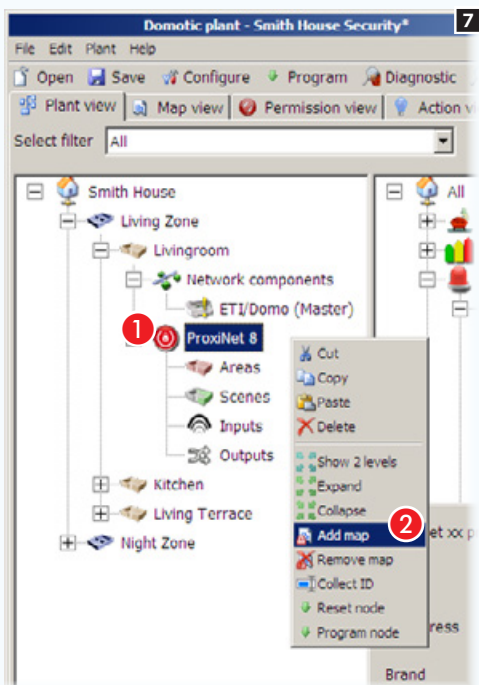 Domotic plant - Smith House Security*
7
File Edit Plant Help
Open Save Configure Program Diagnostic
Plant view Map view Permission view Action
Select filter All
Smith House
Living Zone
Livingroom
Network components
ETI/Domo (Master)
1 ProxiNet 8
Areas
Scenes
Inputs
Outputs
Kitchen
Living Terrace
Night Zone
Cut
Copy
Paste
Delete
Show 2 levels
Expand
Collapse
Add map 2
Remove map
Collect ID
Reset node
Program node
All
et xx p
ress
Brand